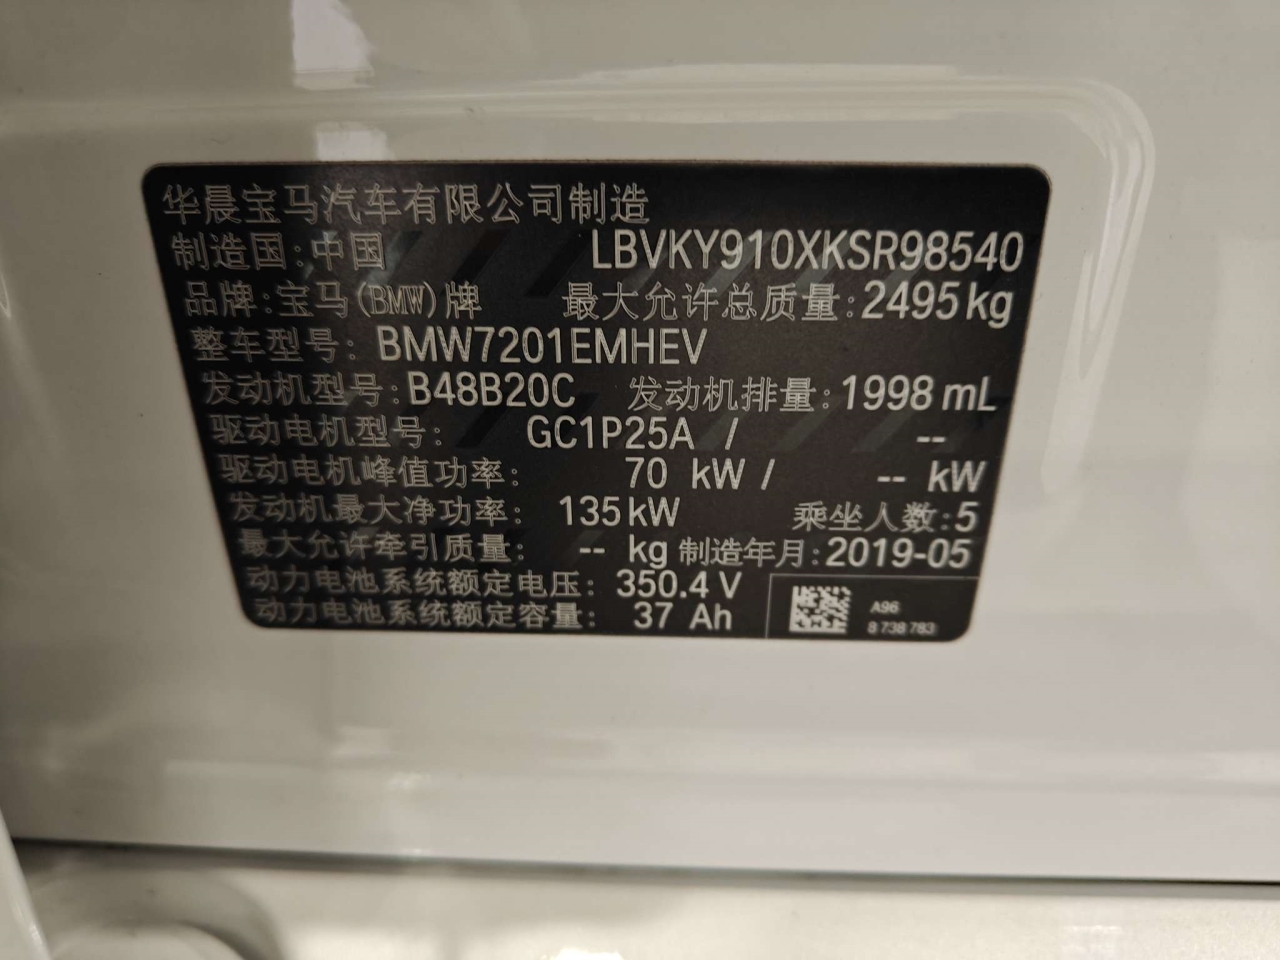 华晨宝马汽车有限公司制造
制造国:中国 LBVKY910XKSR98540
品牌:宝马(BMW)牌 最大允许总质量:2495kg
整车型号: BMW7201EMHEV
发动机型号:B48B20C 发动机排量:1998 mL
驱动电机型号: GC1P25A / --
驱动电机峰值功率: 70 kW / -- kW
发动机最大净功率: 135kW 乘坐人数:5
最大允许牵引质量: -- kg 制造年月:2019-05
动力电池系统额定电压: 350.4 V
动力电池系统额定容量: 37 Ah
A96
8 738 783